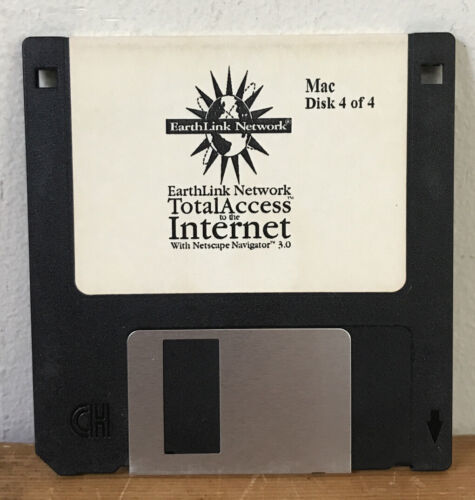 Mac
Disk 4 of 4
EarthLink Network
EarthLink Network
TotalAccess™
to the
Internet
With Netscape Navigator™ 3.0